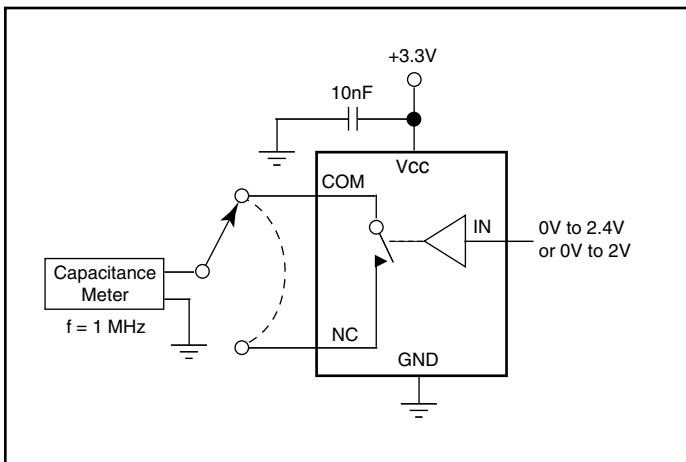 +3.3V
10nF
VCC
COM
IN
0V to 2.4V
or 0V to 2V
Capacitance
Meter
f = 1 MHz
NC
GND